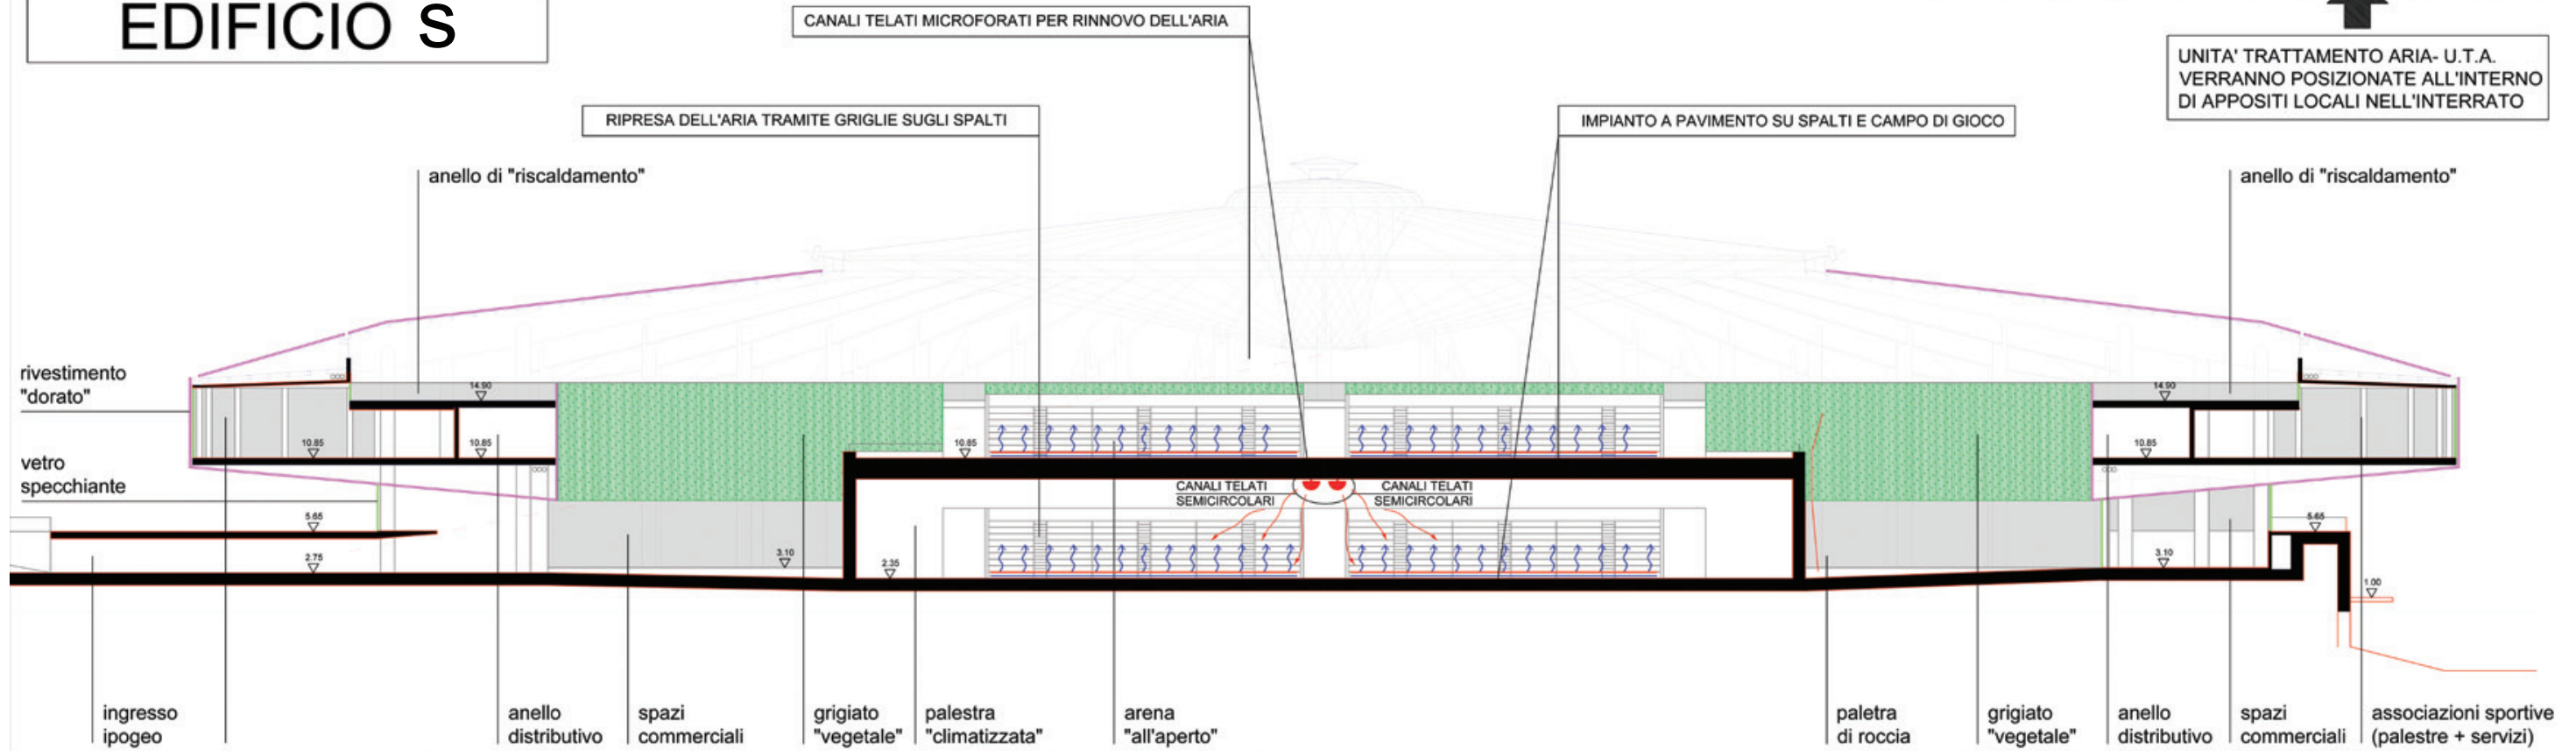 EDIFICIO S
CANALI TELATI MICROFORATI PER RINNOVO DELL'ARIA
UNITA' TRATTAMENTO ARIA- U.T.A.
VERRANNO POSIZIONATE ALL'INTERNO
DI APPOSITI LOCALI NELL'INTERRATO
RIPRESA DELL'ARIA TRAMITE GRIGLIE SUGLI SPALTI
IMPIANTO A PAVIMENTO SU SPALTI E CAMPO DI GIOCO
anello di "riscaldamento"
anello di "riscaldamento"
rivestimento
"dorato"
14.90
14.90
10.85
10.85
10.85
10.85
vetro
specchiante
CANALI TELATI
SEMICIRCOLARI
CANALI TELATI
SEMICIRCOLARI
5.65
5.65
2.75
3.10
2.35
3.10
1.00
ingresso
ipogeo
anello
distributivo
spazi
commerciali
grigiato
"vegetale"
palestra
"climatizzata"
arena
"all'aperto"
paletra
di roccia
grigiato
"vegetale"
anello
distributivo
spazi
commerciali
associazioni sportive
(palestre + servizi)